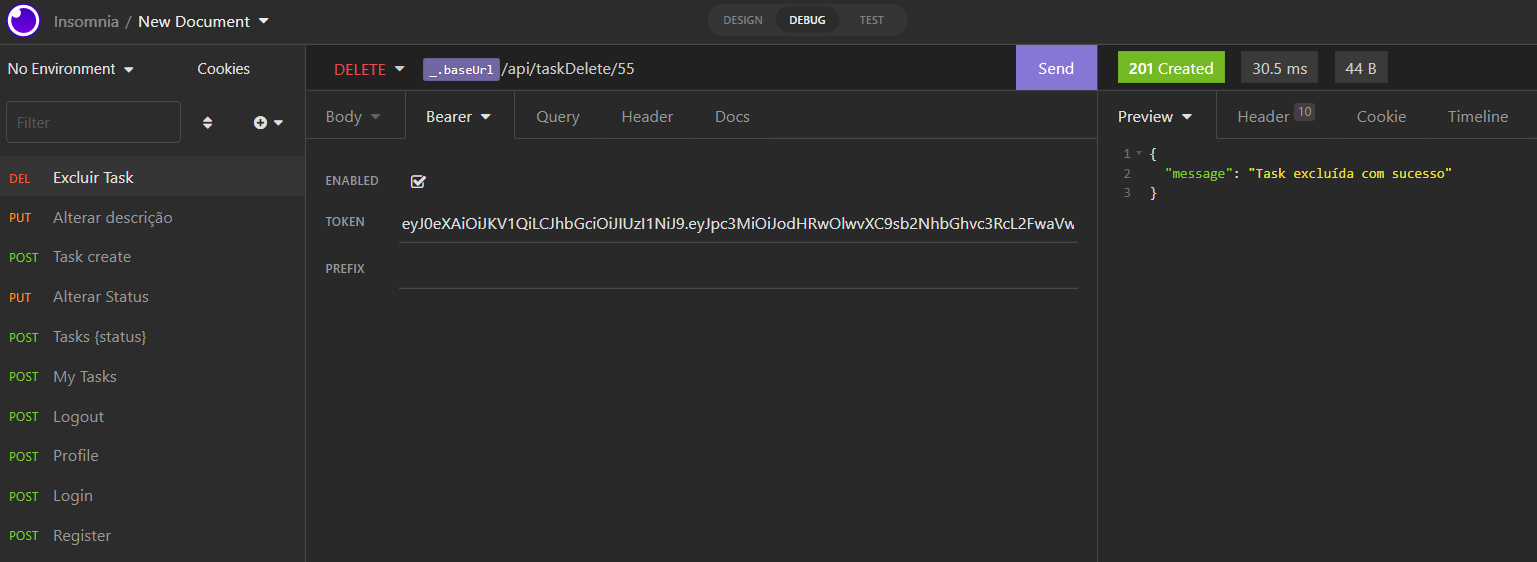 Insomnia / New Document
DESIGN DEBUG TEST
No Environment Cookies
Filter
DEL Excluir Task
PUT Alterar descrição
POST Task create
PUT Alterar Status
POST Tasks {status}
POST My Tasks
POST Logout
POST Profile
POST Login
POST Register
DELETE _.baseUrl /api/taskDelete/55 Send
Body Bearer Query Header Docs
ENABLED
TOKEN eyJ0eXAiOiJKV1QiLCJhbGciOiJIUzI1NiJ9.eyJpc3MiOiJodHRwOlwvXC9sb2NhbGhvc3RcL2FwaVw
PREFIX
201 Created 30.5 ms 44 B
Preview Header 10 Cookie Timeline
1 {
2 "message": "Task excluída com sucesso"
3 }